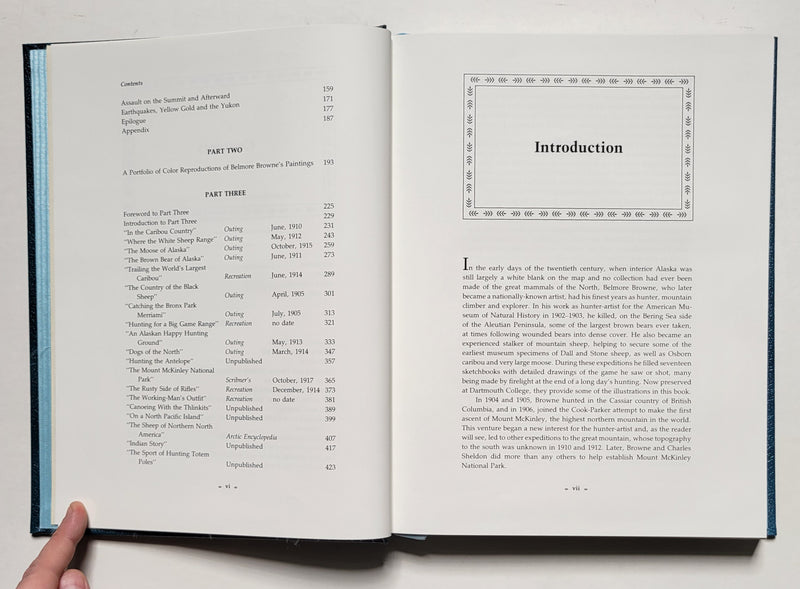 Contents
Assault on the Summit and Afterward 159
Earthquakes, Yellow Gold and the Yukon 171
Epilogue 177
Appendix 187
PART TWO
A Portfolio of Color Reproductions of Belmore Browne's Paintings 193
PART THREE
Foreword to Part Three 225
Introduction to Part Three 229
"In the Caribou Country" Outing June, 1910 231
"Where the White Sheep Range" Outing May, 1912 243
"The Moose of Alaska" Outing October, 1915 259
"The Brown Bear of Alaska" Outing June, 1911 273
"Trailing the World's Largest
Caribou" Recreation June, 1914 289
"The Country of the Black
Sheep" Outing April, 1905 301
"Catching the Bronx Park
Merriami" Outing July, 1905 313
"Hunting for a Big Game Range" Recreation no date 321
"An Alaskan Happy Hunting
Ground" Outing May, 1913 333
"Dogs of the North" Outing March, 1914 347
"Hunting the Antelope" Unpublished 357
"The Mount McKinley National
Park" Scribner's October, 1917 365
"The Rusty Side of Rifles" Recreation December, 1914 373
"The Working-Man's Outfit" Recreation no date 381
"Canoeing With the Thlinkits" Unpublished 389
"On a North Pacific Island" Unpublished 399
"The Sheep of Northern North
America" Arctic Encyclopedia 407
"Indian Story" Unpublished 417
"The Sport of Hunting Totem
Poles" Unpublished 423
vi
Introduction
In the early days of the twentieth century, when interior Alaska was
still largely a white blank on the map and no collection had ever been
made of the great mammals of the North, Belmore Browne, who later
became a nationally-known artist, had his finest years as hunter, mountain
climber and explorer. In his work as hunter-artist for the American Mu-
seum of Natural History in 1902–1903, he killed, on the Bering Sea side
of the Aleutian Peninsula, some of the largest brown bears ever taken,
at times following wounded bears into dense cover. He also became an
experienced stalker of mountain sheep, helping to secure some of the
earliest museum specimens of Dall and Stone sheep, as well as Osborn
caribou and very large moose. During these expeditions he filled seventeen
sketchbooks with detailed drawings of the game he saw or shot, many
being made by firelight at the end of a long day's hunting. Now preserved
at Dartmouth College, they provide some of the illustrations in this book.
In 1904 and 1905, Browne hunted in the Cassiar country of British
Columbia, and in 1906, joined the Cook-Parker attempt to make the first
ascent of Mount McKinley, the highest northern mountain in the world.
This venture began a new interest for the hunter-artist and, as the reader
will see, led to other expeditions to the great mountain, whose topography
to the south was unknown in 1910 and 1912. Later, Browne and Charles
Sheldon did more than any others to help establish Mount McKinley
National Park.
vii